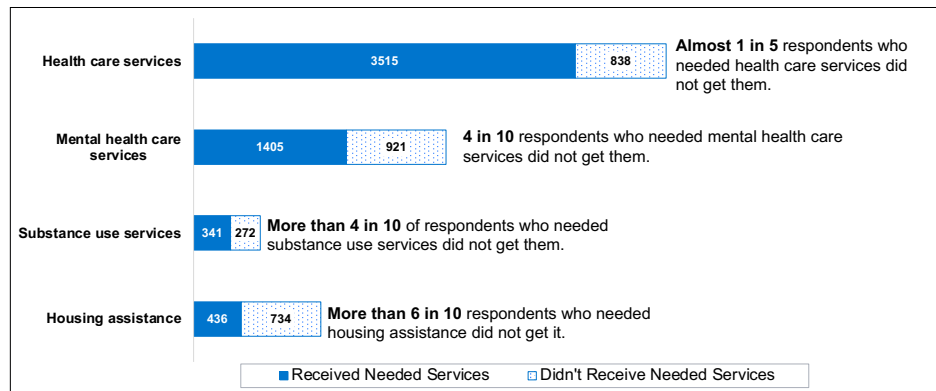 Health care services
3515
838
Almost 1 in 5 respondents who
needed health care services did
not get them.
Mental health care
services
1405
921
4 in 10 respondents who needed mental health care
services did not get them.
Substance use services
341
272
More than 4 in 10 of respondents who needed
substance use services did not get them.
Housing assistance
436
734
More than 6 in 10 respondents who needed
housing assistance did not get it.
Received Needed Services
Didn't Receive Needed Services